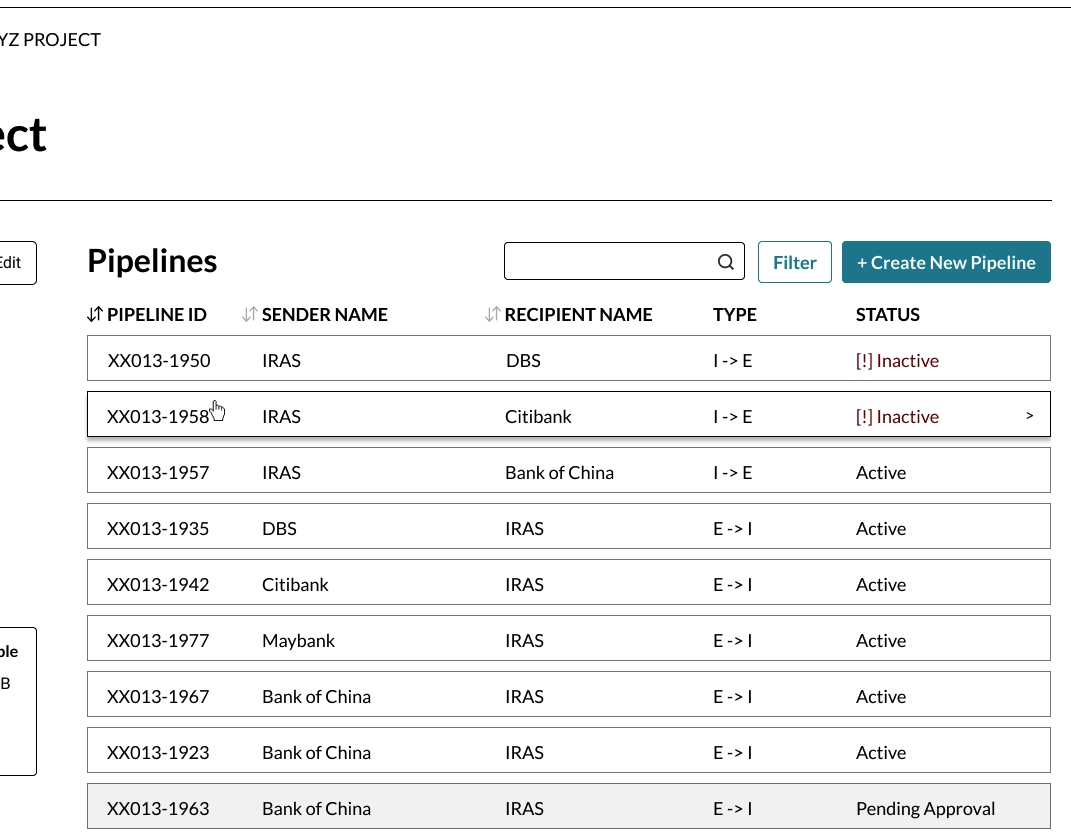 YZ PROJECT
ect
Edit
Pipelines
Filter
+ Create New Pipeline
PIPELINE ID SENDER NAME RECIPIENT NAME TYPE STATUS
XX013-1950 IRAS DBS I -> E [!] Inactive
XX013-1958 IRAS Citibank I -> E [!] Inactive >
XX013-1957 IRAS Bank of China I -> E Active
XX013-1935 DBS IRAS E -> I Active
XX013-1942 Citibank IRAS E -> I Active
XX013-1977 Maybank IRAS E -> I Active
ble
B
XX013-1967 Bank of China IRAS E -> I Active
XX013-1923 Bank of China IRAS E -> I Active
XX013-1963 Bank of China IRAS E -> I Pending Approval